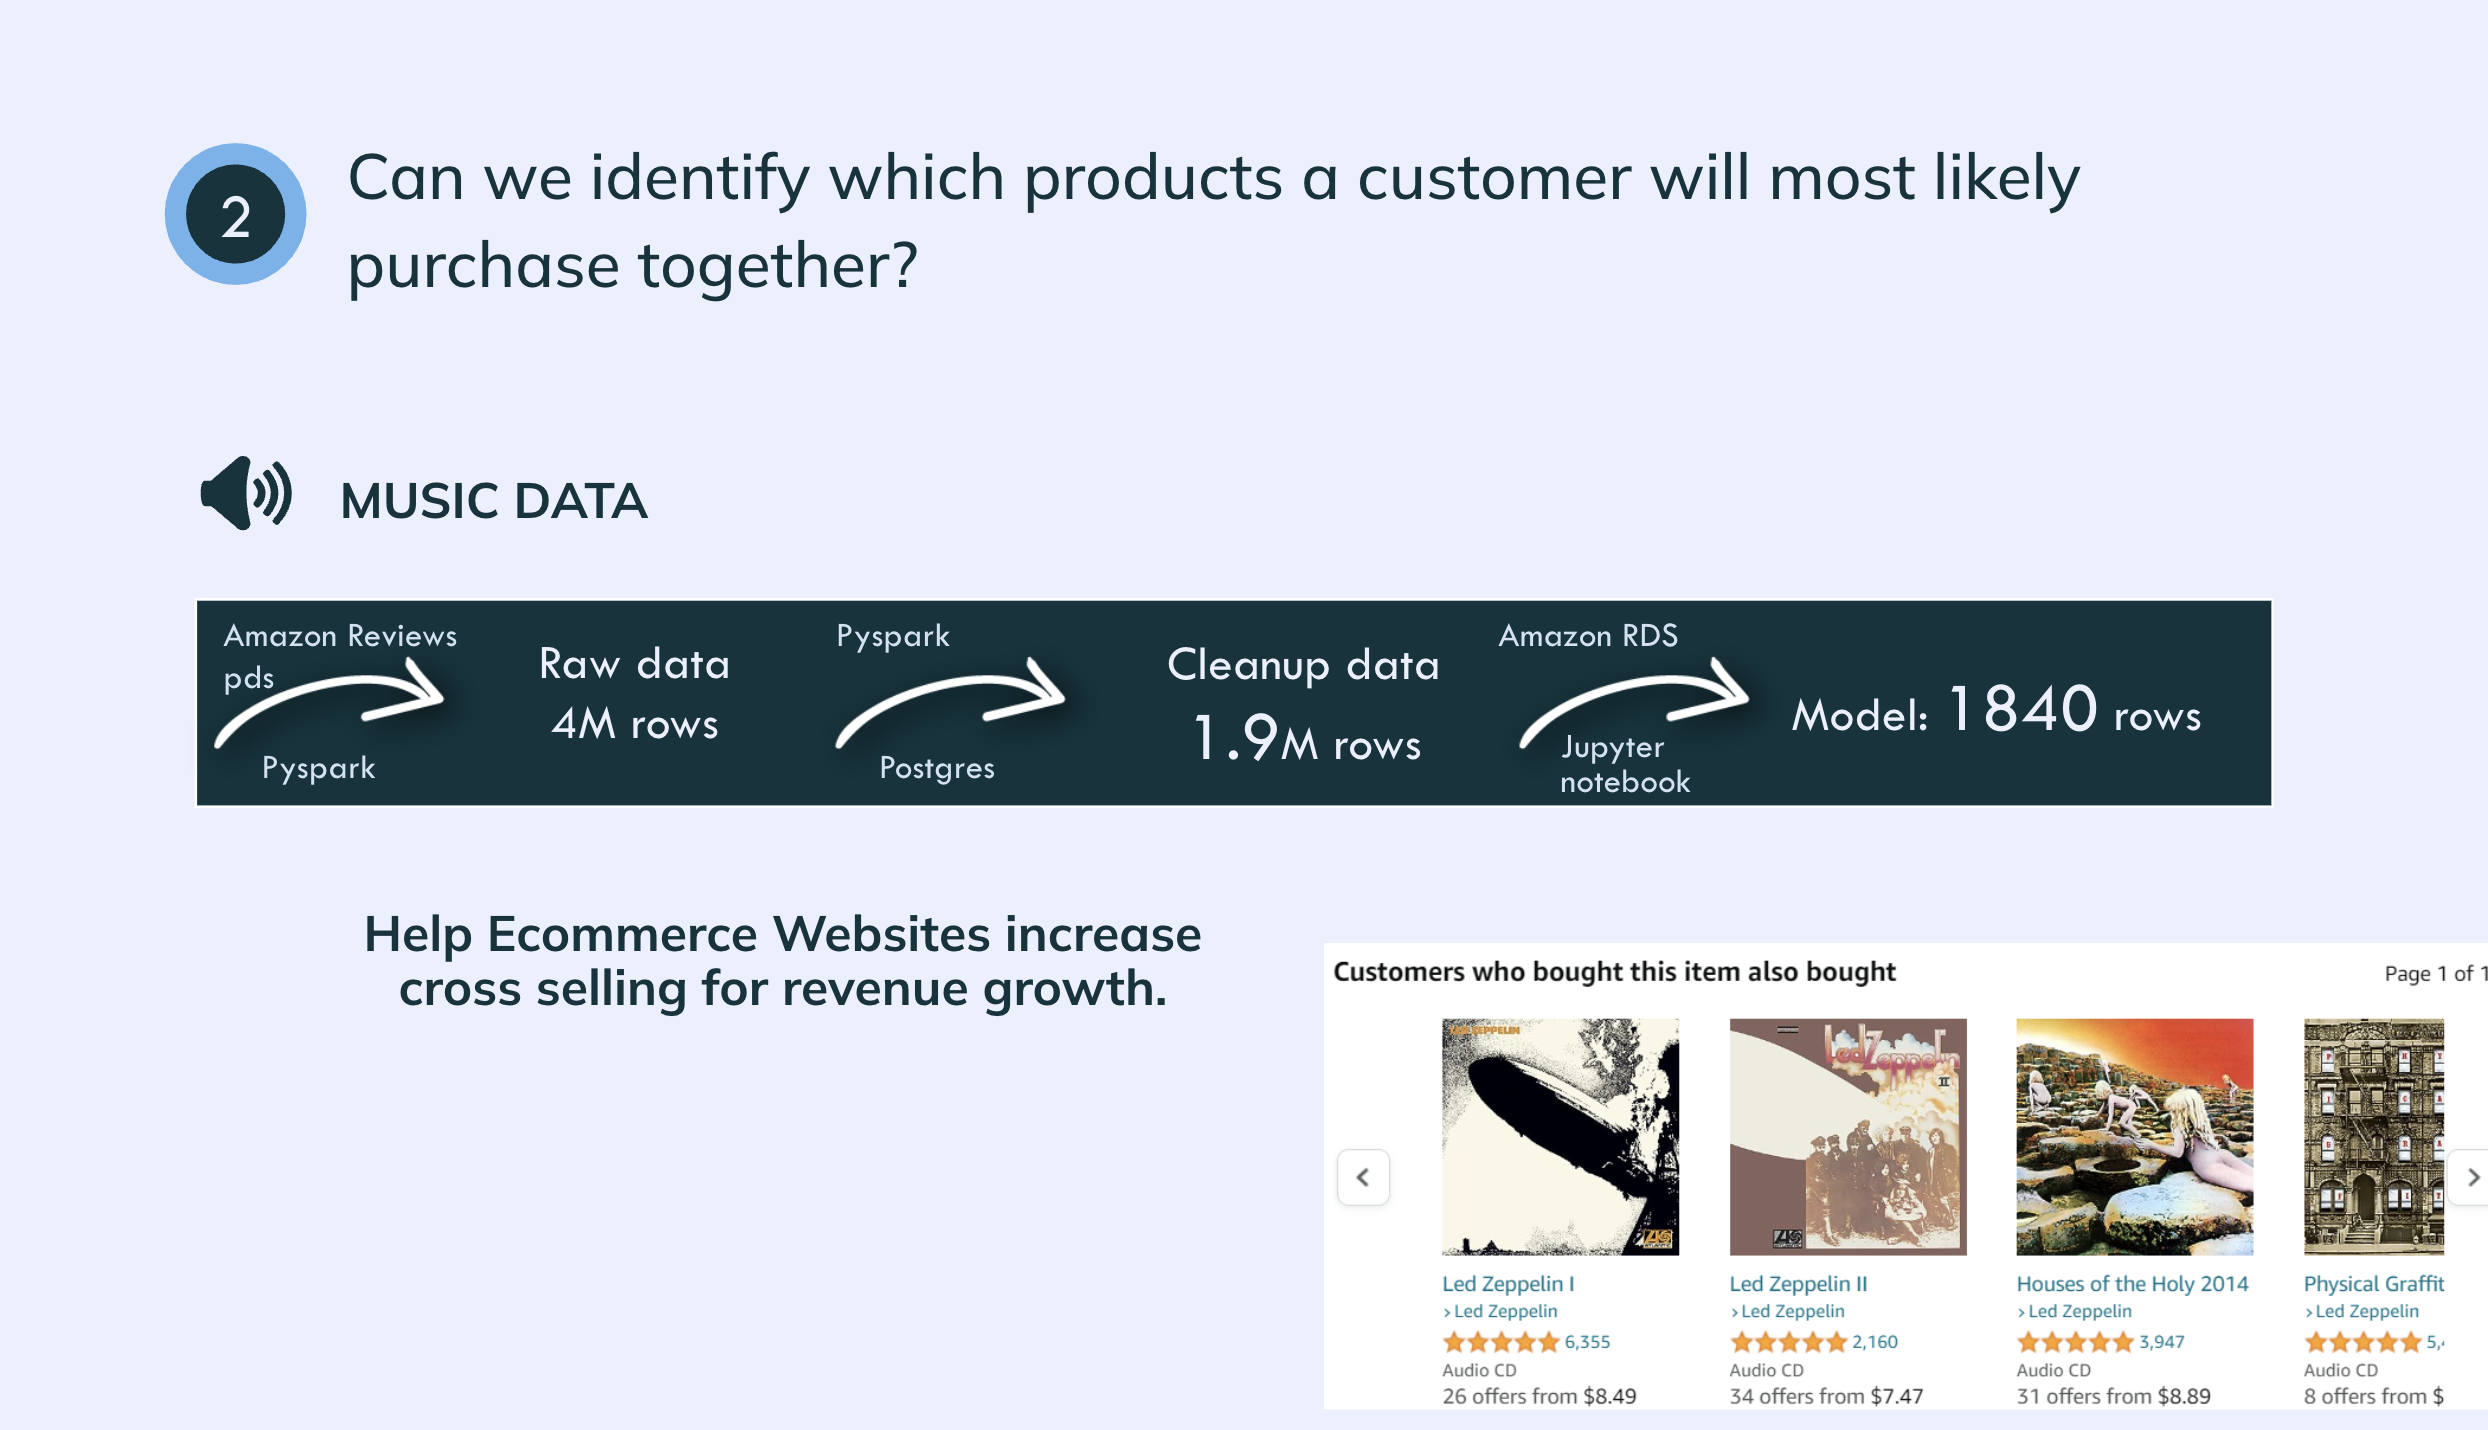 2
Can we identify which products a customer will most likely
purchase together?
MUSIC DATA
Amazon Reviews
pds
Pyspark
Raw data
4M rows
Pyspark
Postgres
Cleanup data
1.9M rows
Amazon RDS
Jupyter
notebook
Model: 1840 rows
Help Ecommerce Websites increase
cross selling for revenue growth.
Customers who bought this item also bought
Page 1 of 1
LED ZEPPELIN
Led Zeppelin
II
Led Zeppelin I
› Led Zeppelin
6,355
Audio CD
26 offers from $8.49
Led Zeppelin II
› Led Zeppelin
2,160
Audio CD
34 offers from $7.47
Houses of the Holy 2014
› Led Zeppelin
3,947
Audio CD
31 offers from $8.89
Physical Graffit
› Led Zeppelin
5,
Audio CD
8 offers from $